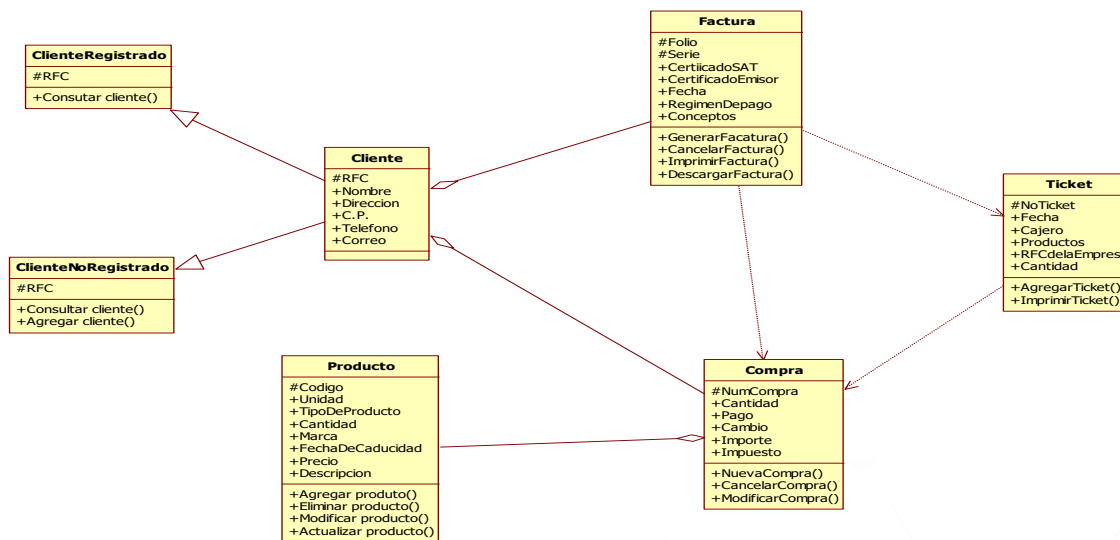 ClienteRegistrado
#RFC
+Consutar cliente()
ClienteNoRegistrado
#RFC
+Consultar cliente()
+Agregar cliente()
Cliente
#RFC
+Nombre
+Direccion
+C.P.
+Telefono
+Correo
Factura
#Folio
#Serie
+CertiicadoSAT
+CertificadoEmisor
+Fecha
+RegimenDepago
+Conceptos
+GenerarFacatura()
+CancelarFactura()
+ImprimirFactura()
+DescargarFactura()
Ticket
#NoTicket
+Fecha
+Cajero
+Productos
+RFCdelaEmpres
+Cantidad
+AgregarTicket()
+ImprimirTicket()
Producto
#Codigo
+Unidad
+TipoDeProducto
+Cantidad
+Marca
+FechaDeCaducidad
+Precio
+Descripcion
+Agregar produto()
+Eliminar producto()
+Modificar producto()
+Actualizar producto()
Compra
#NumCompra
+Cantidad
+Pago
+Cambio
+Importe
+Impuesto
+NuevaCompra()
+CancelarCompra()
+ModificarCompra()